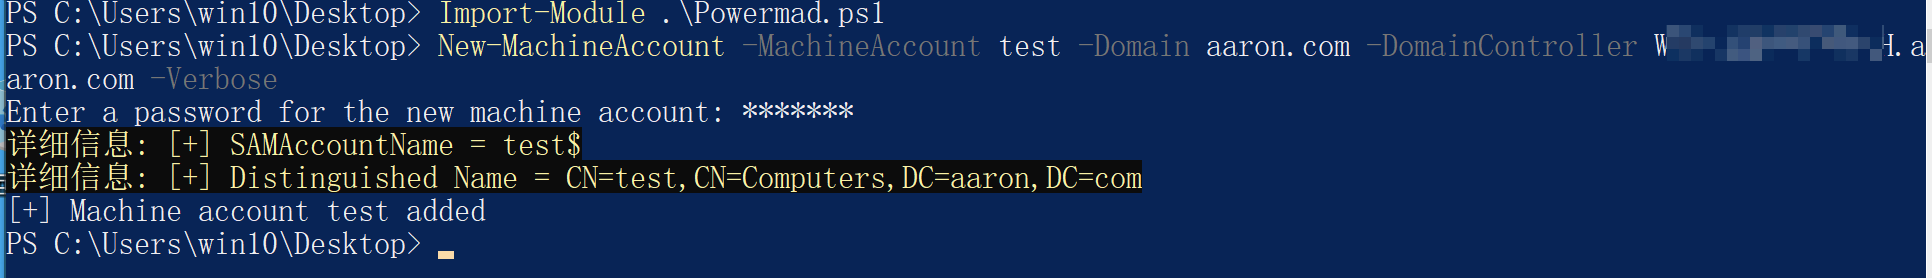 PS C:\Users\win10\Desktop> Import-Module .\Powermad.ps1
PS C:\Users\win10\Desktop> New-MachineAccount -MachineAccount test -Domain aaron.com -DomainController W H.a
aron.com -Verbose
Enter a password for the new machine account: *******
详细信息: [+] SAMAccountName = test$
详细信息: [+] Distinguished Name = CN=test,CN=Computers,DC=aaron,DC=com
[+] Machine account test added
PS C:\Users\win10\Desktop>